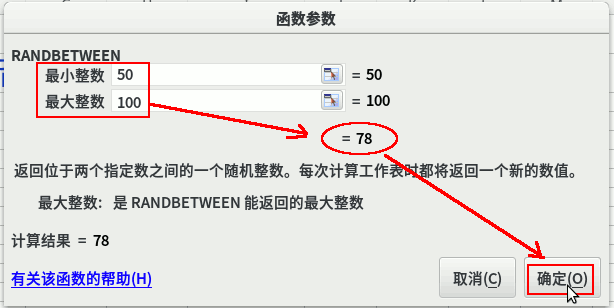 函数参数
RANDBETWEEN
最小整数 50 = 50
最大整数 100 = 100
= 78
返回位于两个指定数之间的一个随机整数。每次计算工作表时都将返回一个新的数值。
最大整数: 是 RANDBETWEEN 能返回的最大整数
计算结果 = 78
有关该函数的帮助(H) 取消(C) 确定(O)